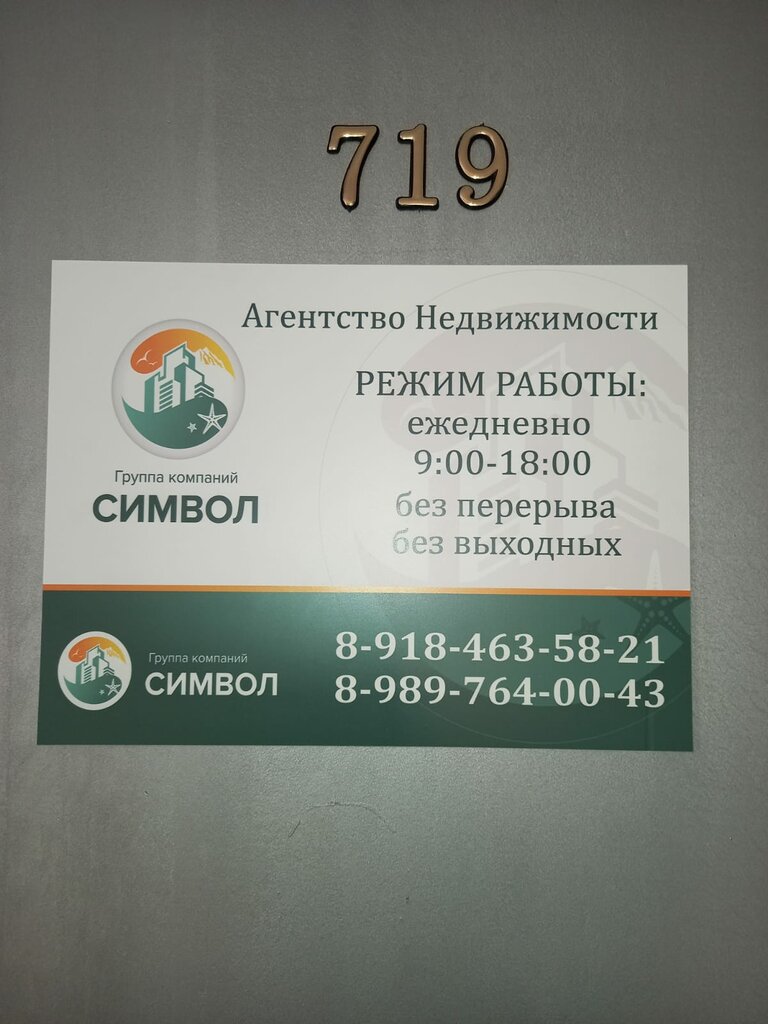 719
Агентство Недвижимости
РЕЖИМ РАБОТЫ:
ежедневно
9:00-18:00
без перерыва
без выходных
Группа компаний
СИМВОЛ
Группа компаний
СИМВОЛ
8-918-463-58-21
8-989-764-00-43